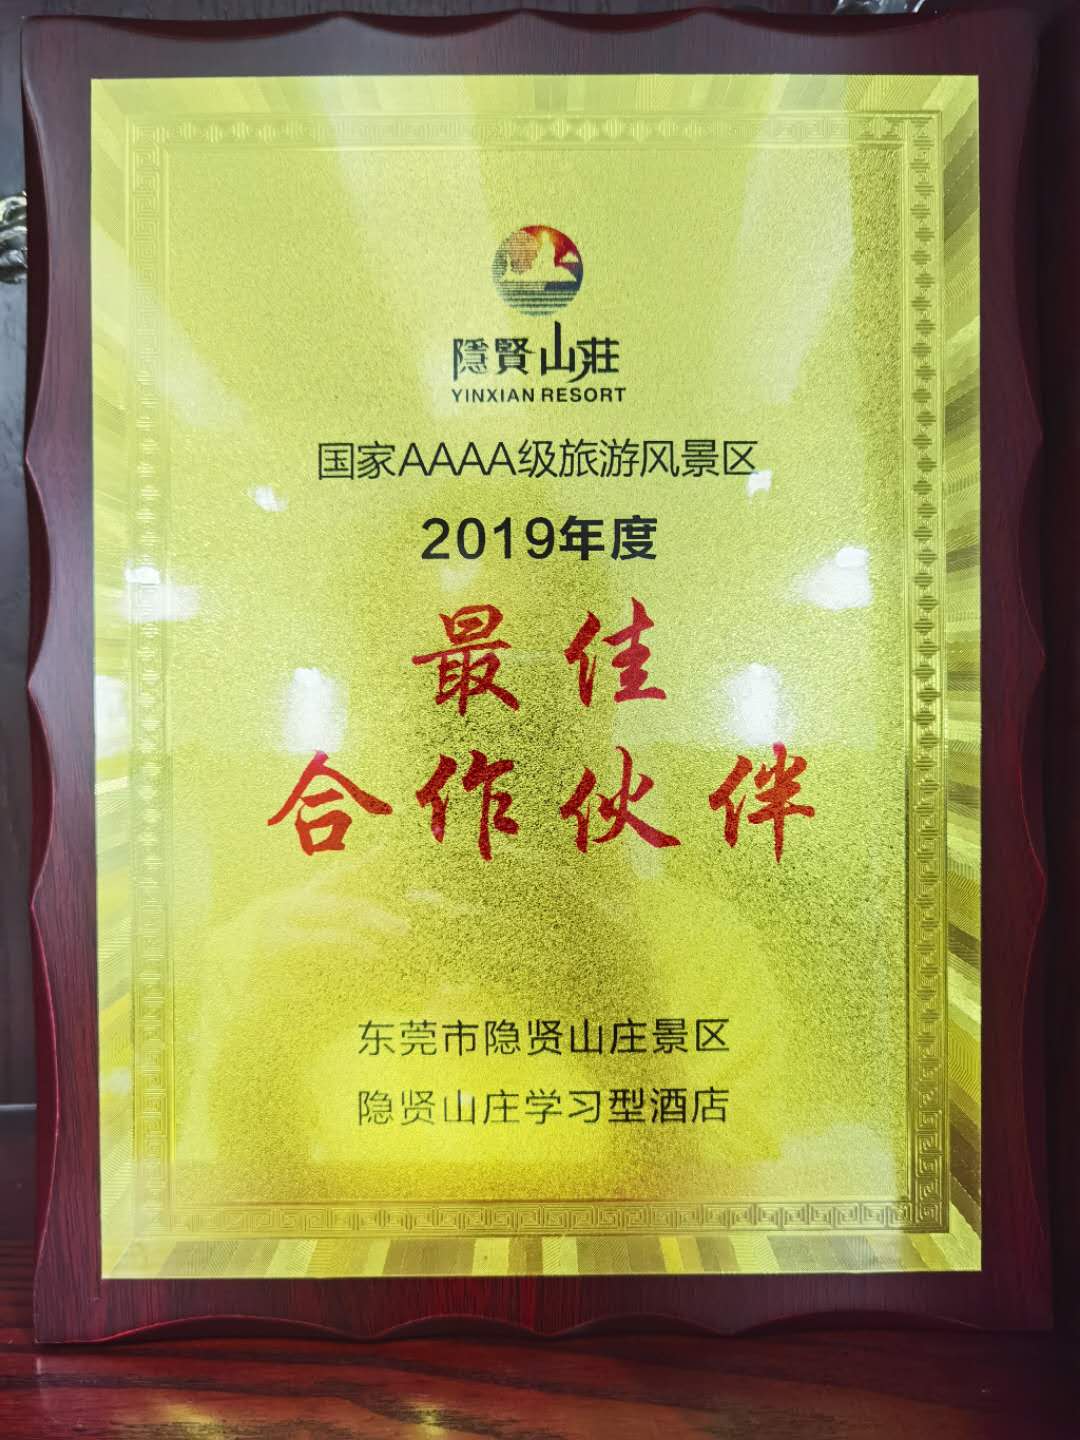 隱賢山莊
YINXIAN RESORT
国家AAAA级旅游风景区
2019年度
最佳
合作伙伴
东莞市隐贤山庄景区
隐贤山庄学习型酒店